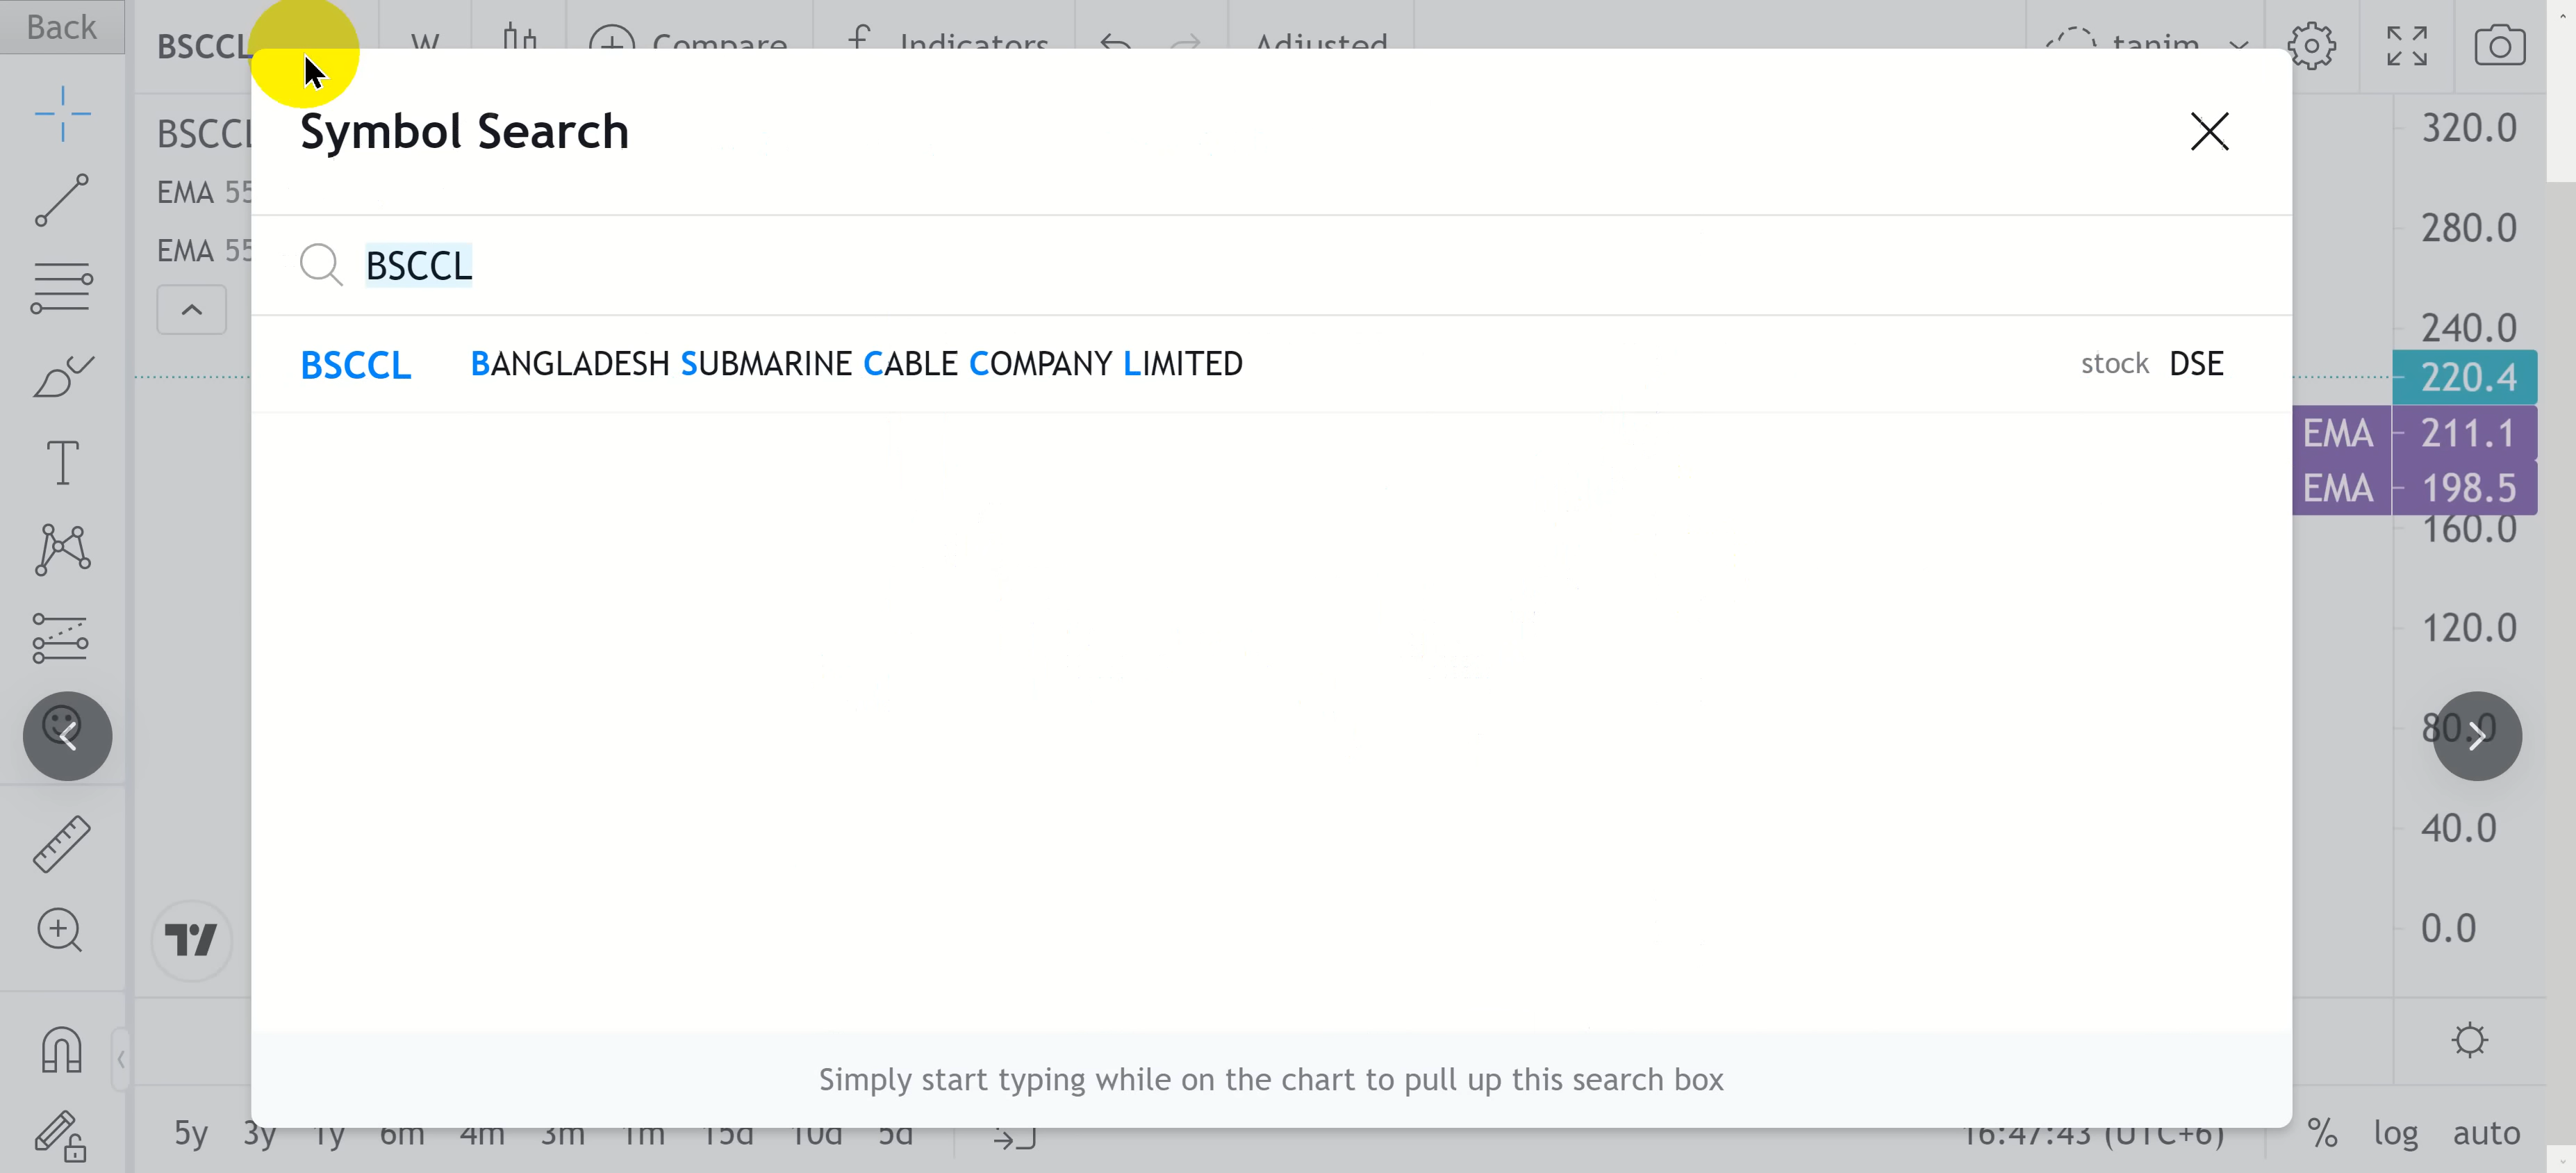 Back
BSCCL W Compare f Indicators Adjusted tanim
BSCCL
EMA 55
EMA 55
Symbol Search
BSCCL
BSCCL BANGLADESH SUBMARINE CABLE COMPANY LIMITED stock DSE
Simply start typing while on the chart to pull up this search box
320.0
280.0
240.0
220.4
EMA 211.1
EMA 198.5
160.0
120.0
80.0
40.0
0.0
5y 3y 1y 6m 4m 3m 1m 15d 10d 5d 16:47:43 (UTC+6) % log auto